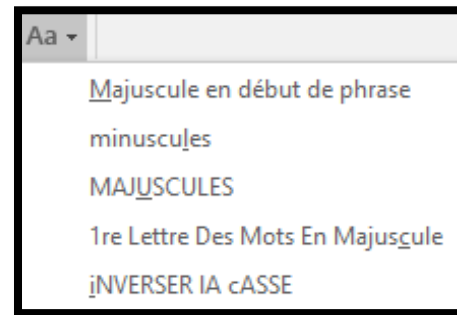 Aa
Majuscule en début de phrase
minuscules
MAJUSCULES
1re Lettre Des Mots En Majuscule
iNVERSER lA cASSE